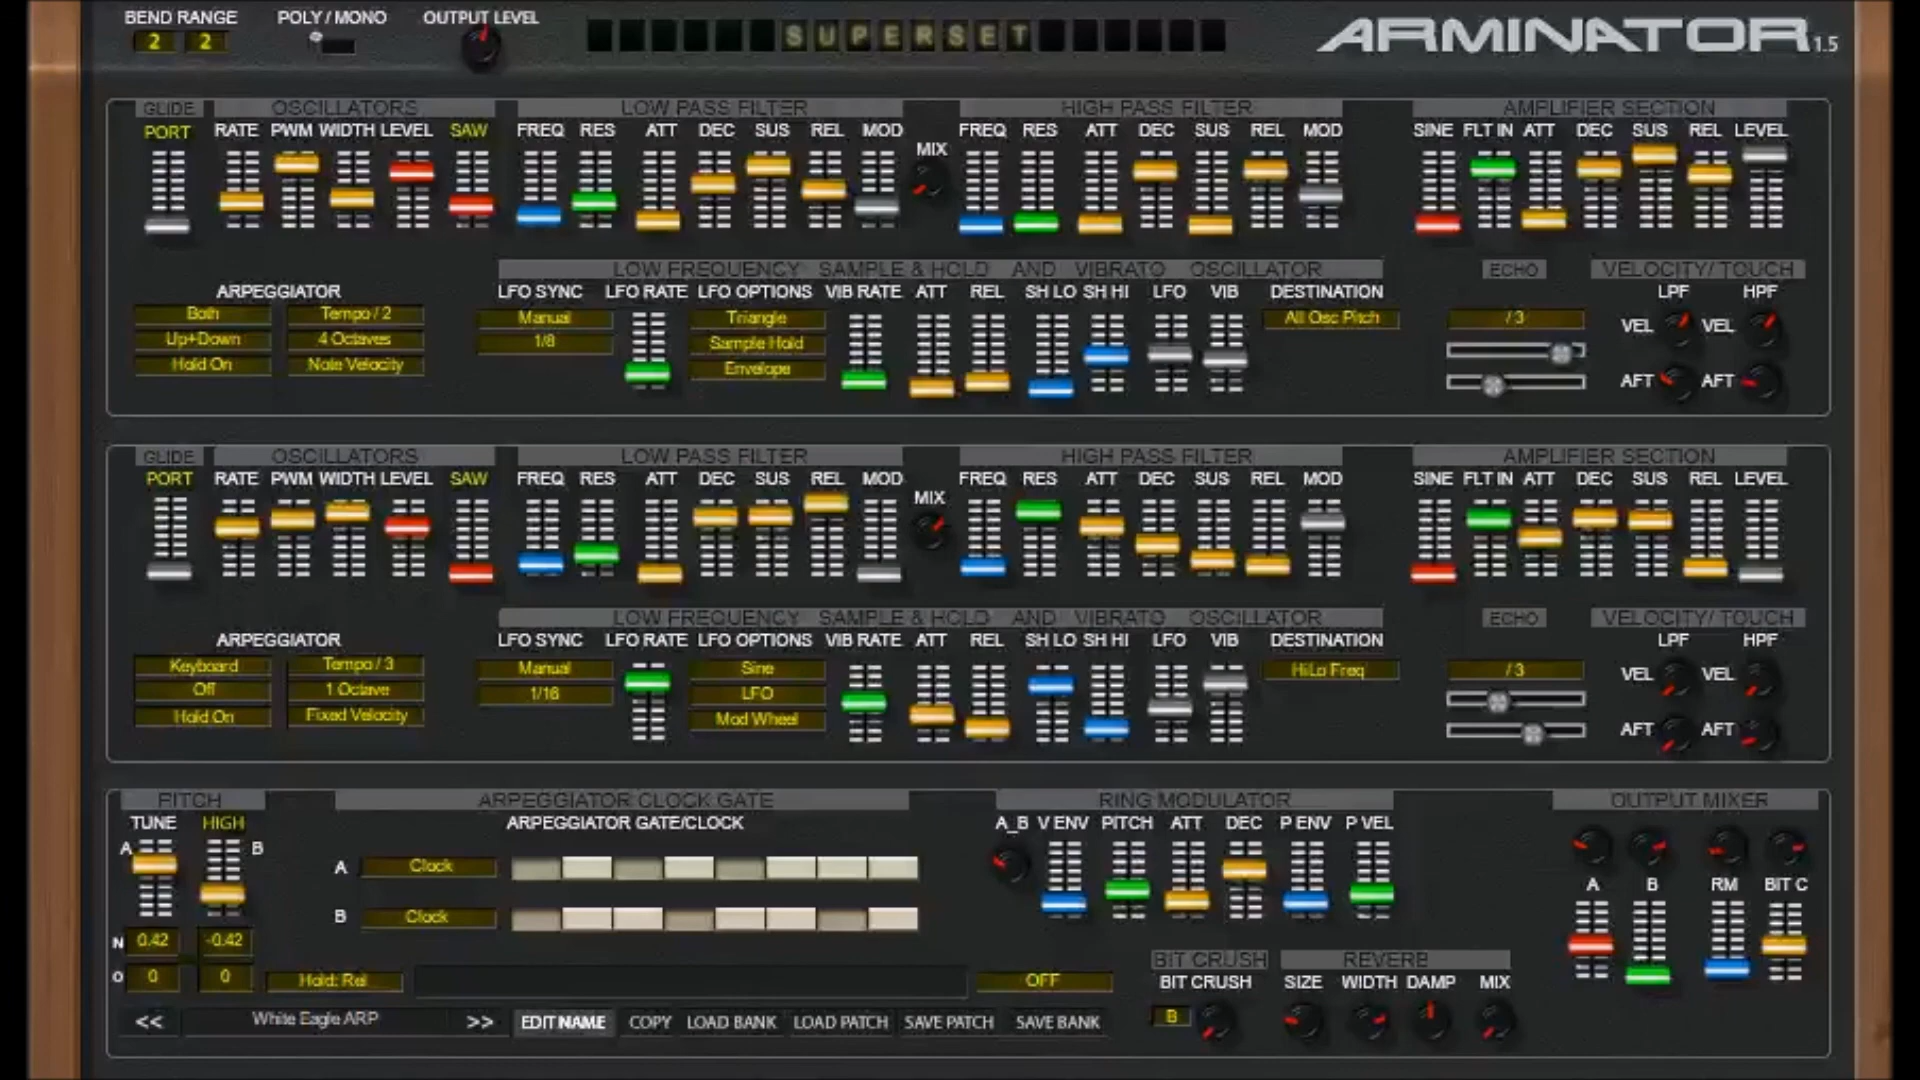 BEND RANGE POLY / MONO OUTPUT LEVEL
2 2 SUPERSET ARMINATOR 1.5
GLIDE OSCILLATORS LOW PASS FILTER HIGH PASS FILTER AMPLIFIER SECTION
PORT RATE PWM WIDTH LEVEL SAW FREQ RES ATT DEC SUS REL MOD MIX FREQ RES ATT DEC SUS REL MOD SINE FLT IN ATT DEC SUS REL LEVEL
LOW FREQUENCY SAMPLE & HOLD AND VIBRATO OSCILLATOR ECHO VELOCITY/ TOUCH
ARPEGGIATOR LFO SYNC LFO RATE LFO OPTIONS VIB RATE ATT REL SH LO SH HI LFO VIB DESTINATION LPF HPF
Both Tempo / 2 Manual Triangle All Osc Pitch / 3 VEL VEL
Up+Down 4 Octaves 1/8 Sample Hold
Hold On Note Velocity Envelope AFT AFT
GLIDE OSCILLATORS LOW PASS FILTER HIGH PASS FILTER AMPLIFIER SECTION
PORT RATE PWM WIDTH LEVEL SAW FREQ RES ATT DEC SUS REL MOD MIX FREQ RES ATT DEC SUS REL MOD SINE FLT IN ATT DEC SUS REL LEVEL
LOW FREQUENCY SAMPLE & HOLD AND VIBRATO OSCILLATOR ECHO VELOCITY/ TOUCH
ARPEGGIATOR LFO SYNC LFO RATE LFO OPTIONS VIB RATE ATT REL SH LO SH HI LFO VIB DESTINATION LPF HPF
Keyboard Tempo / 3 Manual Sine HiLo Freq / 3 VEL VEL
Off 1 Octave 1/16 LFO
Hold On Fixed Velocity Mod Wheel AFT AFT
PITCH ARPEGGIATOR CLOCK GATE RING MODULATOR OUTPUT MIXER
TUNE HIGH ARPEGGIATOR GATE/CLOCK A_B V ENV PITCH ATT DEC P ENV P VEL
A B
A Clock A B RM BIT C
B Clock
N 0.42 -0.42
BIT CRUSH REVERB
O 0 0 Hold: Rel OFF BIT CRUSH SIZE WIDTH DAMP MIX
<< White Eagle ARP >> EDIT NAME COPY LOAD BANK LOAD PATCH SAVE PATCH SAVE BANK B